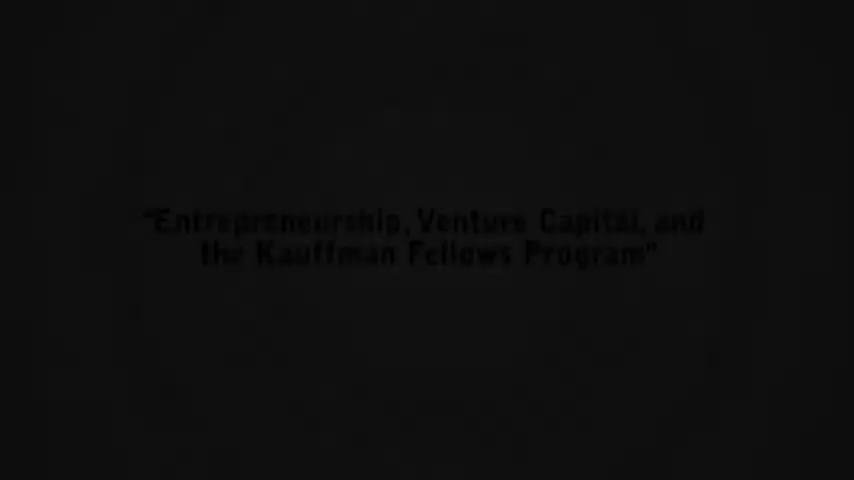 "Entrepreneurship, Venture Capital, and
the Kauffman Fellows Program"